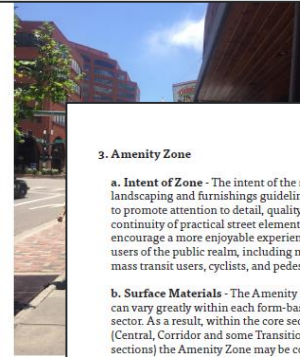 3. Amenity Zone
a. Intent of Zone - The intent of the
landscaping and furnishings guidelin
to promote attention to detail, quality
continuity of practical street element
encourage a more enjoyable experien
users of the public realm, including m
mass transit users, cyclists, and pedes
b. Surface Materials - The Amenity
can vary greatly within each form-bas
sector. As a result, within the core sec
(Central, Corridor and some Transitio
sections) the Amenity Zone may be co